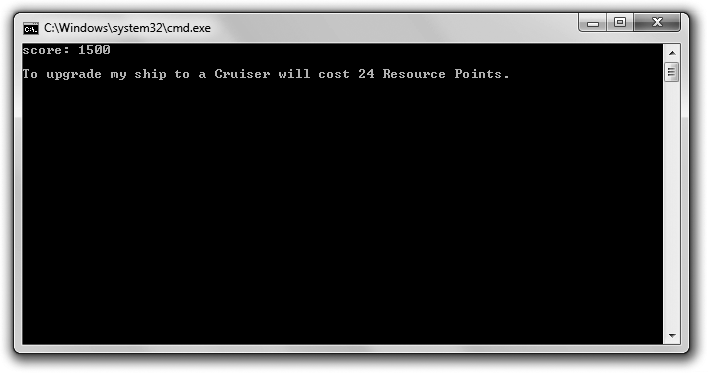 C:\Windows\system32\cmd.exe
score: 1500
To upgrade my ship to a Cruiser will cost 24 Resource Points.